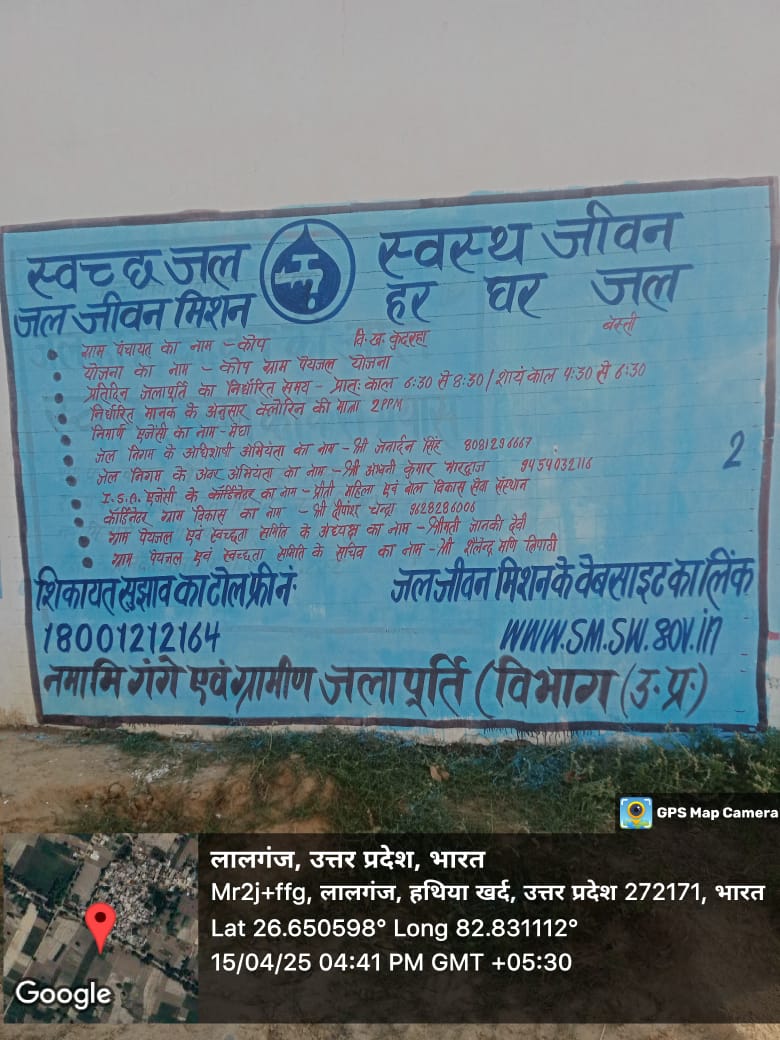 स्वच्छ जल स्वस्थ जीवन
जल जीवन मिशन हर घर जल
ग्राम पंचायत का नाम - कोप वि.ख. कुदरहा बस्ती
योजना का नाम - कोप ग्राम पेयजल योजना
प्रतिदिन जलापूर्ति का निर्धारित समय - प्रातः काल 6:30 से 8:30 / शायं काल 4:30 से 6:30
निर्धारित मानक के अनुसार क्लोरिन की मात्रा 2PPM
निमार्ण एजेंसी का नाम - मेघा
जल निगम के अधिशाषी अभियंता का नाम - श्री जनार्दन सिंह 8081296667
जल निगम के अवर अभियंता का नाम - श्री अश्वनी कुमार भारद्वाज 9454032116
I.S.A. एजेंसी के कॉर्डिनेटर का नाम - प्रीती महिला एवं बाल विकास सेवा संस्थान
कॉर्डिनेटर ग्राम विकास का नाम - श्री दीपांशु चन्द्रा 9628286006
ग्राम पेयजल एवं स्वच्छता समिति के अध्यक्ष का नाम - श्रीमती जानकी देवी
ग्राम पेयजल एवं स्वच्छता समिति के सचिव का नाम - श्री शैलेन्द्र मणि त्रिपाठी
2
शिकायत सुझाव का टोल फ्री नं. जल जीवन मिशन के वेबसाइट का लिंक
18001212164 WWW.SM.SW.gov.in
नमामि गंगे एवं ग्रामीण जलापूर्ति (विभाग (उ.प्र.)
GPS Map Camera
लालगंज, उत्तर प्रदेश, भारत
Mr2j+ffg, लालगंज, हथिया खर्द, उत्तर प्रदेश 272171, भारत
Lat 26.650598° Long 82.831112°
15/04/25 04:41 PM GMT +05:30
Google